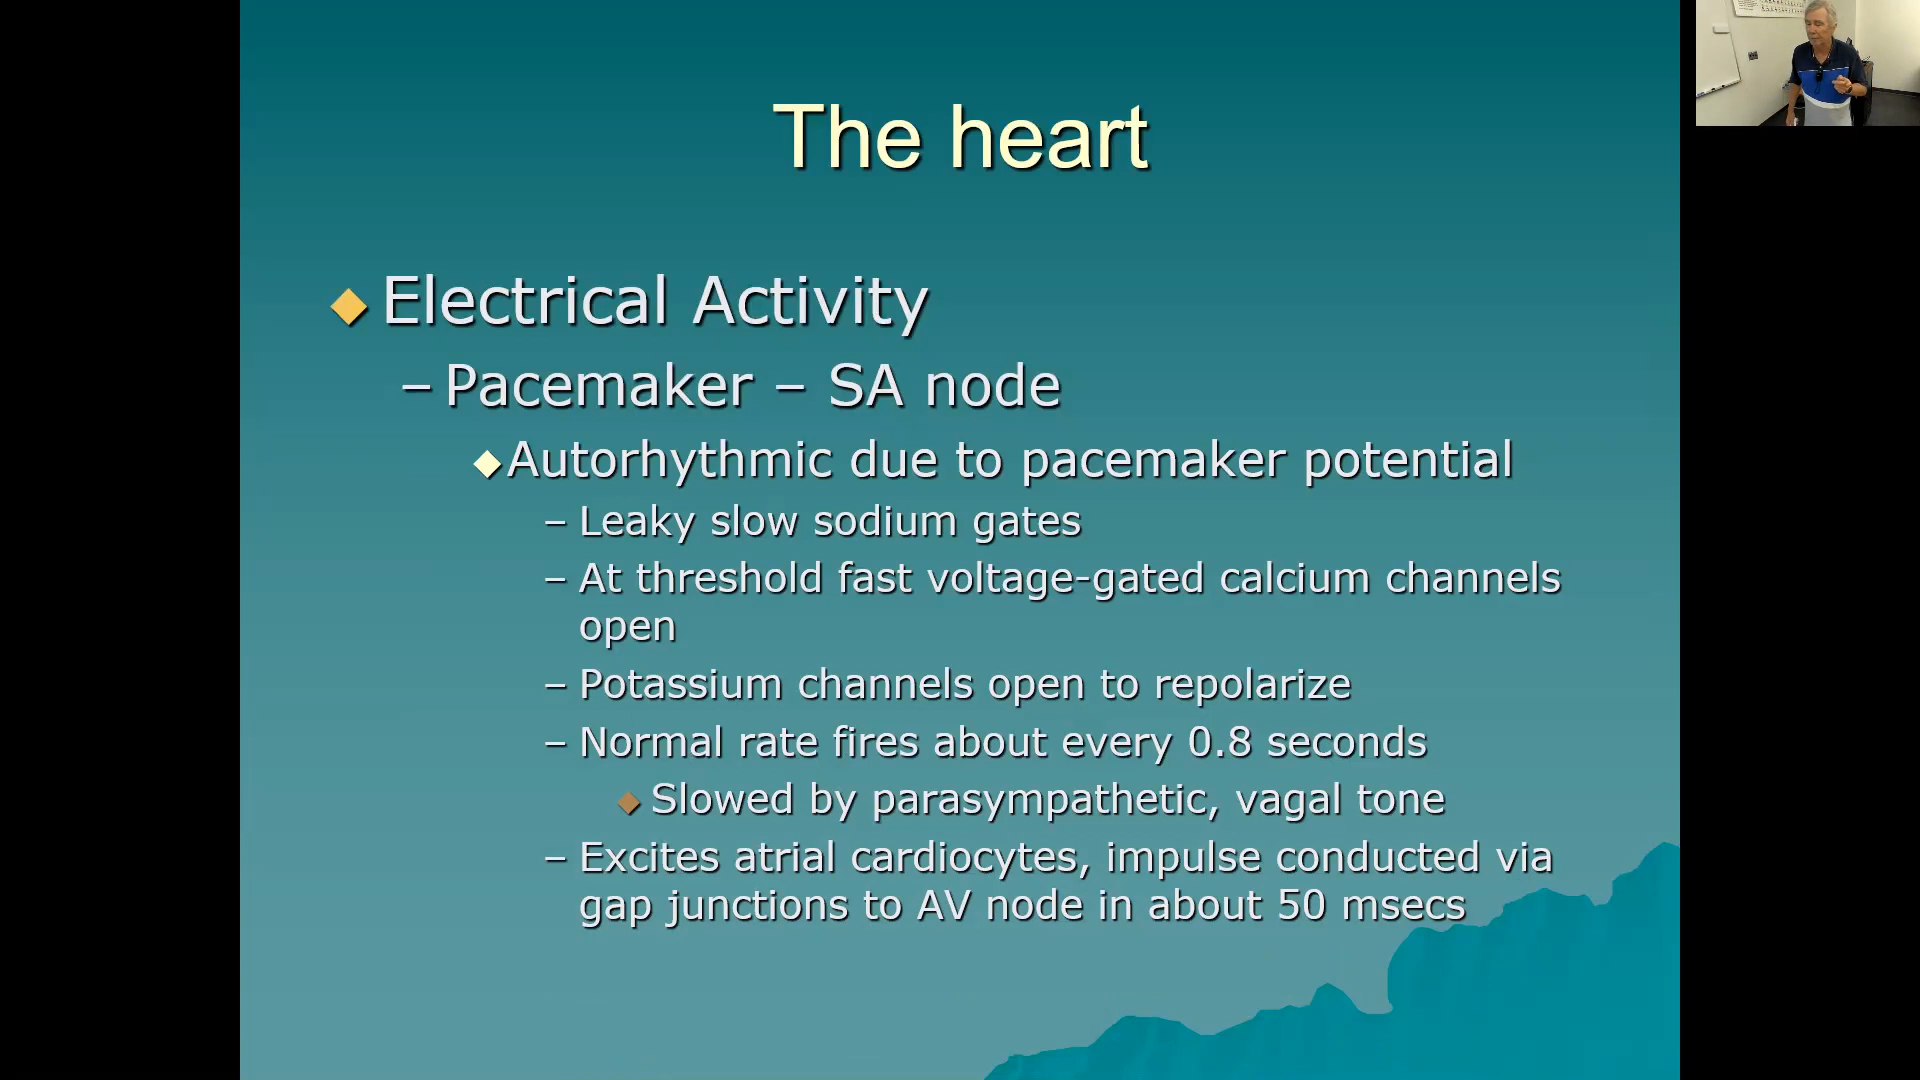 The heart
Electrical Activity
– Pacemaker – SA node
Autorhythmic due to pacemaker potential
– Leaky slow sodium gates
– At threshold fast voltage-gated calcium channels
open
– Potassium channels open to repolarize
– Normal rate fires about every 0.8 seconds
Slowed by parasympathetic, vagal tone
– Excites atrial cardiocytes, impulse conducted via
gap junctions to AV node in about 50 msecs